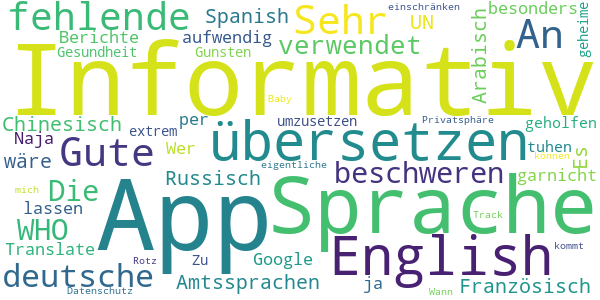 fehlende Spanish Sehr einschränken besonders
Berichte aufwendig UN An geheime
Gesundheit Gunsten verwendet Arabisch
Informativ
Baby
Chinesisch per umzusetzen Privatsphäre geholfen
Naja extrem übersetzen tuhen
wäre Gute Wer eigentliche beschweren können garnicht Es
mich Die App Russisch Sprache
lassen Track
WHO English kommt
Translate Rotz Zu Google
deutsche Amtssprachen ja Französisch
Datenschutz Wann